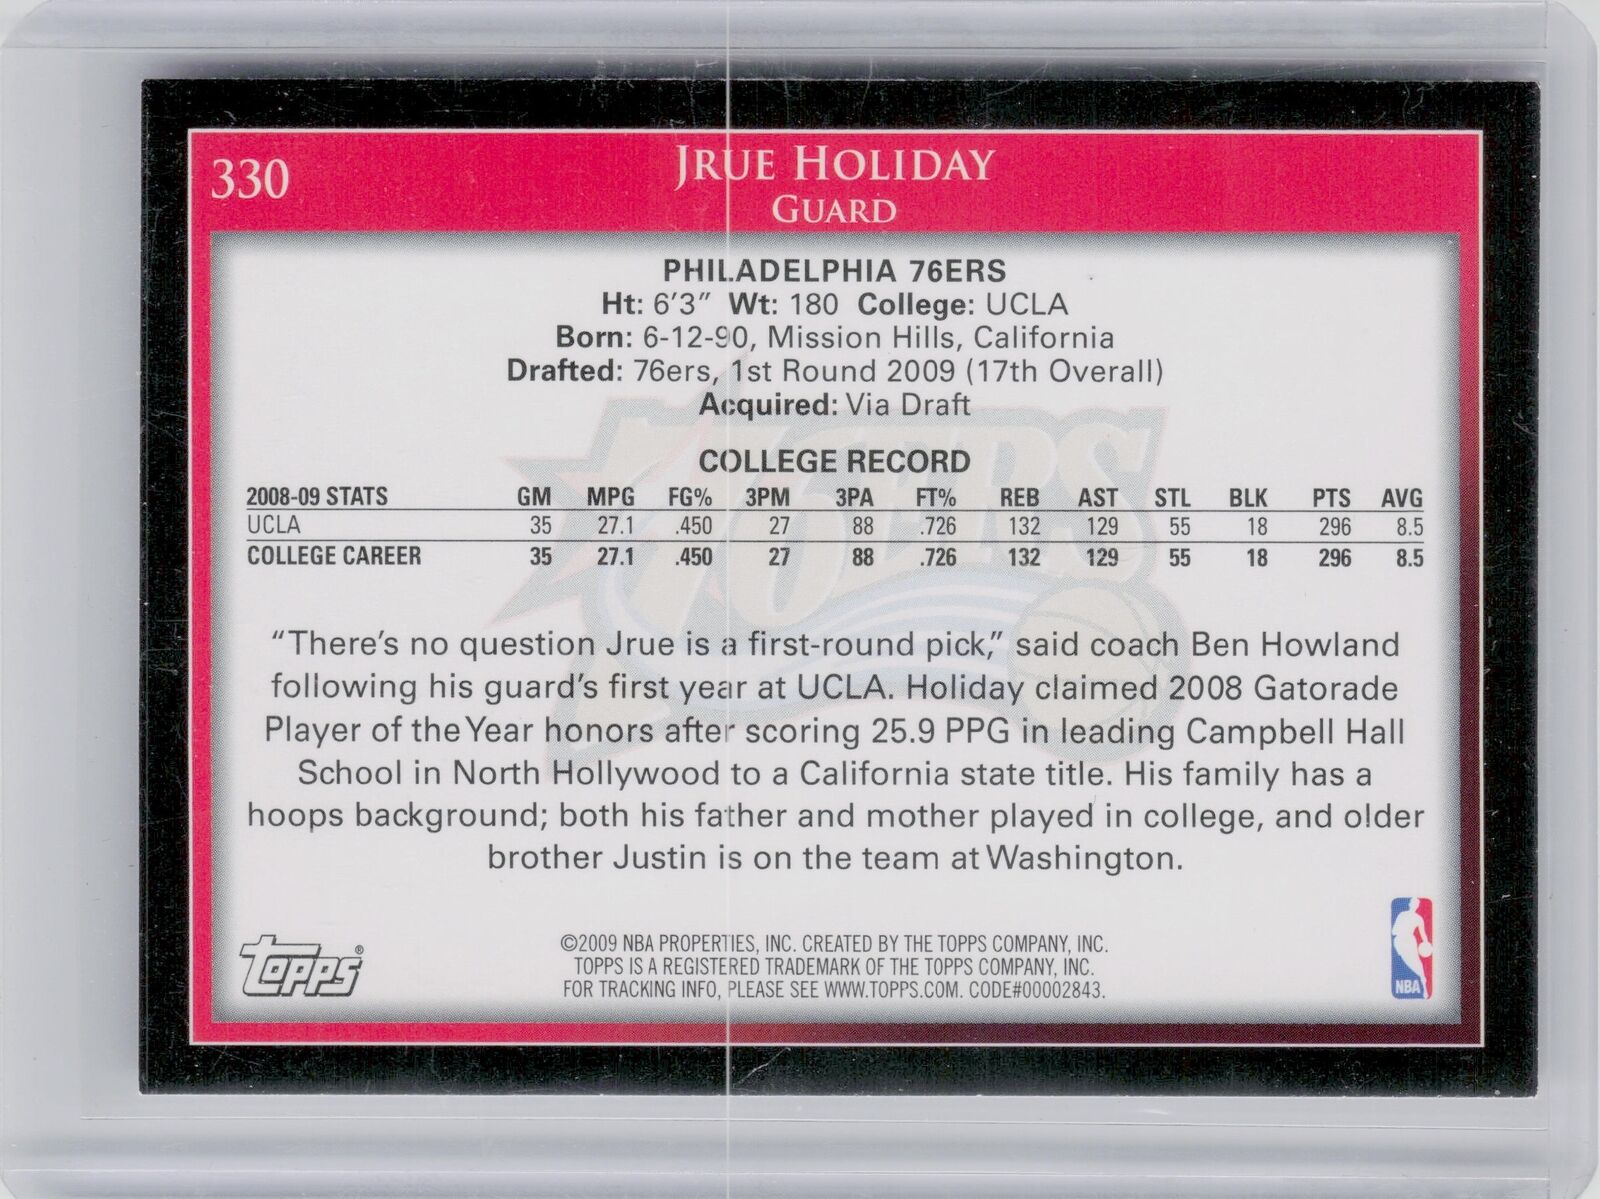 330
JRUE HOLIDAY
GUARD
PHILADELPHIA 76ERS
Ht: 6'3" Wt: 180 College: UCLA
Born: 6-12-90, Mission Hills, California
Drafted: 76ers, 1st Round 2009 (17th Overall)
Acquired: Via Draft
COLLEGE RECORD
2008-09 STATS GM MPG FG% 3PM 3PA FT% REB AST STL BLK PTS AVG
UCLA 35 27.1 .450 27 88 .726 132 129 55 18 296 8.5
COLLEGE CAREER 35 27.1 .450 27 88 .726 132 129 55 18 296 8.5
76ERS
“There’s no question Jrue is a first-round pick,” said coach Ben Howland
following his guard’s first year at UCLA. Holiday claimed 2008 Gatorade
Player of the Year honors after scoring 25.9 PPG in leading Campbell Hall
School in North Hollywood to a California state title. His family has a
hoops background; both his father and mother played in college, and older
brother Justin is on the team at Washington.
Topps®
©2009 NBA PROPERTIES, INC. CREATED BY THE TOPPS COMPANY, INC.
TOPPS IS A REGISTERED TRADEMARK OF THE TOPPS COMPANY, INC.
FOR TRACKING INFO, PLEASE SEE WWW.TOPPS.COM. CODE#00002843.
NBA